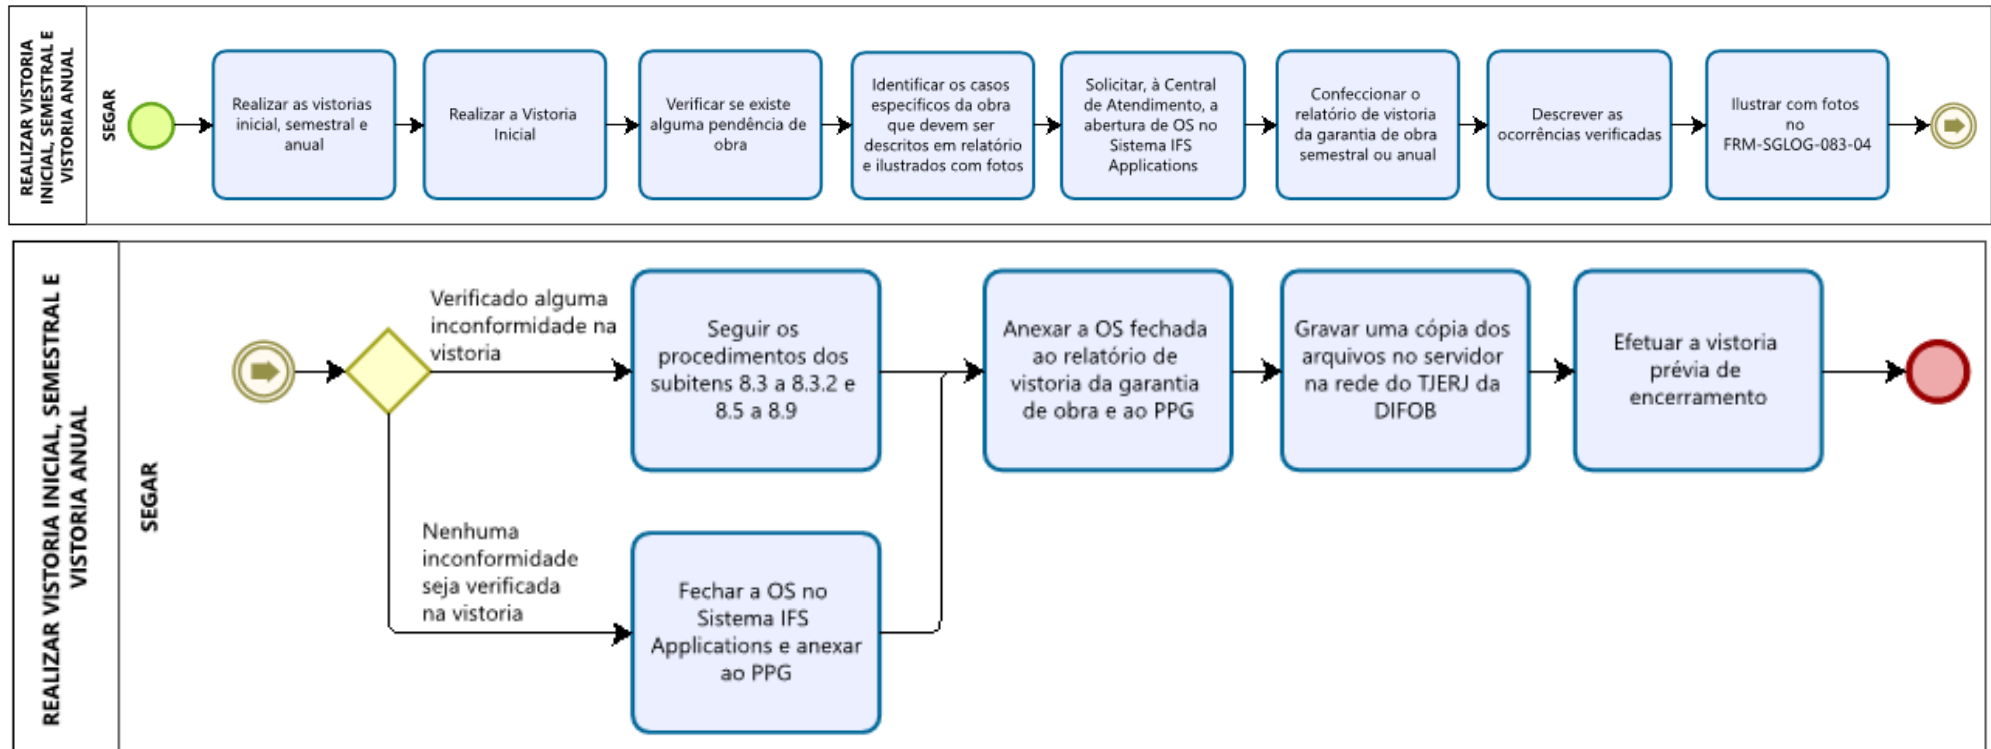 REALIZAR VISTORIA
INICIAL, SEMESTRAL E
VISTORIA ANUAL
SEGAR
Realizar as vistorias
inicial, semestral e
anual
Realizar a Vistoria
Inicial
Verificar se existe
alguma pendência de
obra
Identificar os casos
específicos da obra
que devem ser
descritos em relatório
e ilustrados com fotos
Solicitar, à Central
de Atendimento, a
abertura de OS no
Sistema IFS
Applications
Confeccionar o
relatório de vistoria
da garantia de obra
semestral ou anual
Descrever as
ocorrências verificadas
Ilustrar com fotos
no
FRM-SGLOG-083-04
REALIZAR VISTORIA INICIAL, SEMESTRAL E
VISTORIA ANUAL
SEGAR
Verificado alguma
inconformidade na
vistoria
Seguir os
procedimentos dos
subitens 8.3 a 8.3.2 e
8.5 a 8.9
Nenhuma
inconformidade
seja verificada
na vistoria
Fechar a OS no
Sistema IFS
Applications e anexar
ao PPG
Anexar a OS fechada
ao relatório de
vistoria da garantia
de obra e ao PPG
Gravar uma cópia dos
arquivos no servidor
na rede do TJERJ da
DIFOB
Efetuar a vistoria
prévia de
encerramento